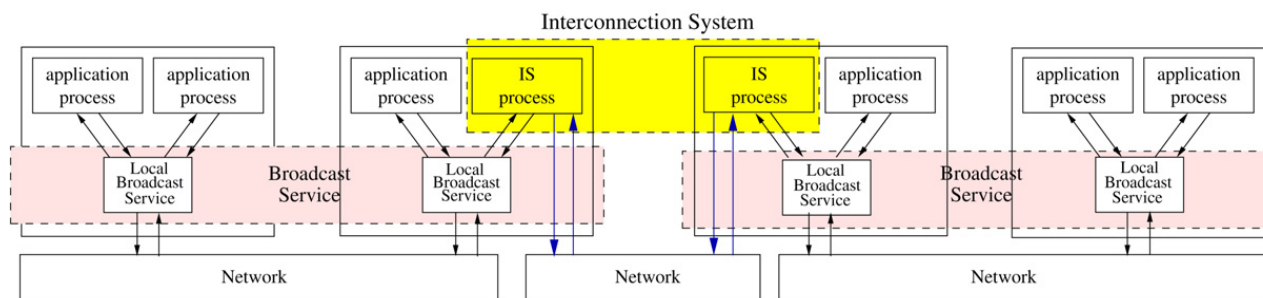 Interconnection System
application
process
application
process
application
process
IS
process
IS
process
application
process
application
process
application
process
Local
Broadcast
Service
Broadcast
Service
Local
Broadcast
Service
Local
Broadcast
Service
Broadcast
Service
Local
Broadcast
Service
Network
Network
Network